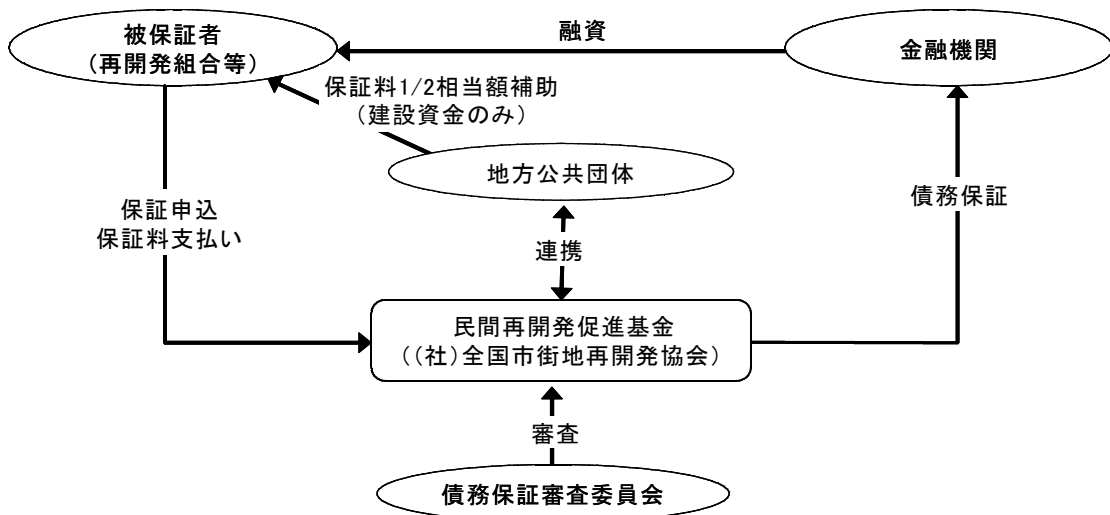 被保証者
（再開発組合等）
融資
金融機関
保証料1/2相当額補助
（建設資金のみ）
地方公共団体
保証申込
保証料支払い
連携
債務保証
民間再開発促進基金
（（社）全国市街地再開発協会）
審査
債務保証審査委員会